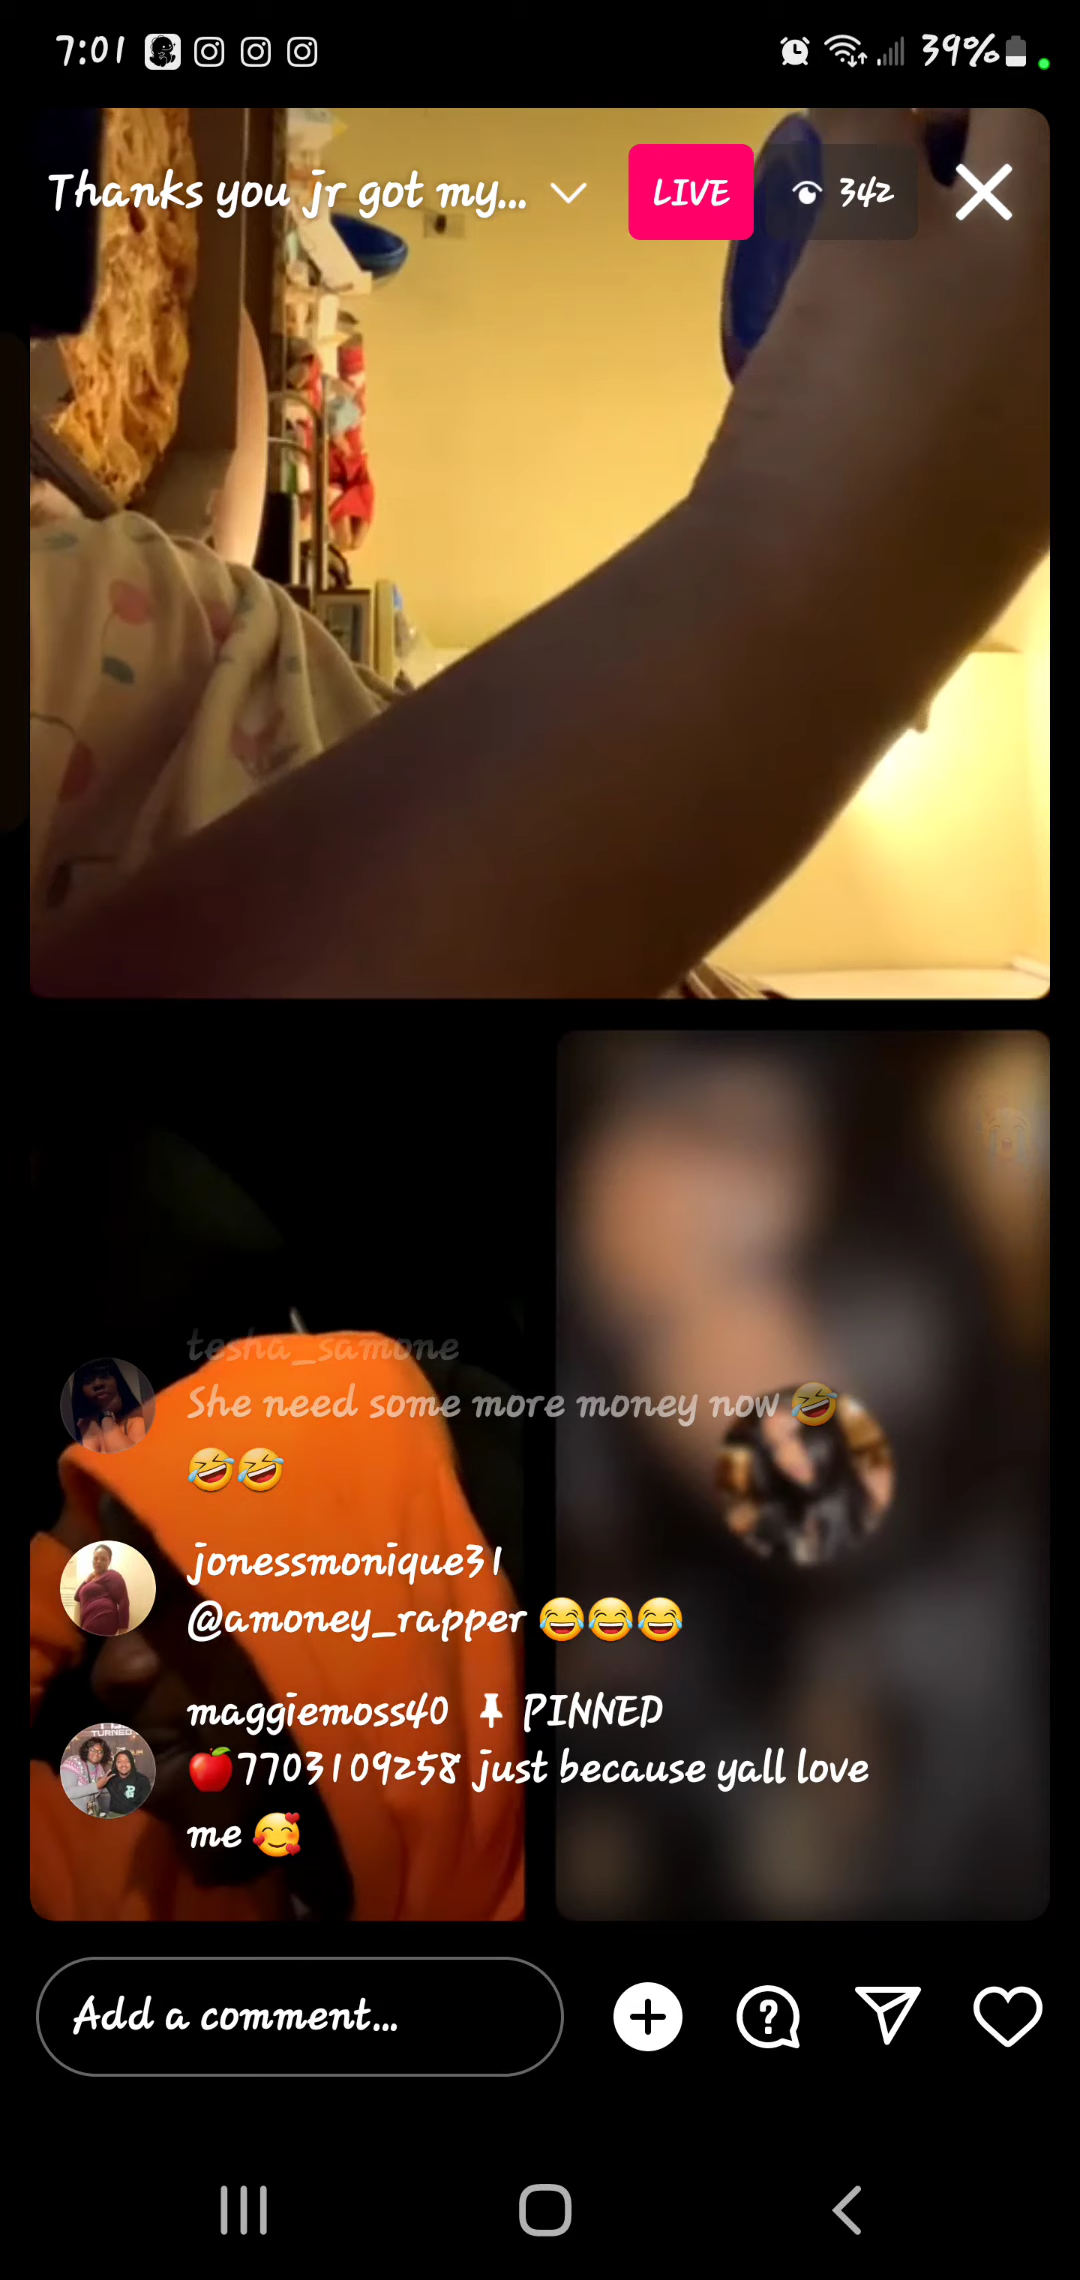 7:01
39%
Thanks you jr got my...
LIVE
342
tesha_samone
She need some more money now 🤣
🤣🤣
jonessmonique31
@amoney_rapper 😂😂😂
maggiemoss40 PINNED
🍎7703109258 just because yall love
me 🥰
Add a comment...